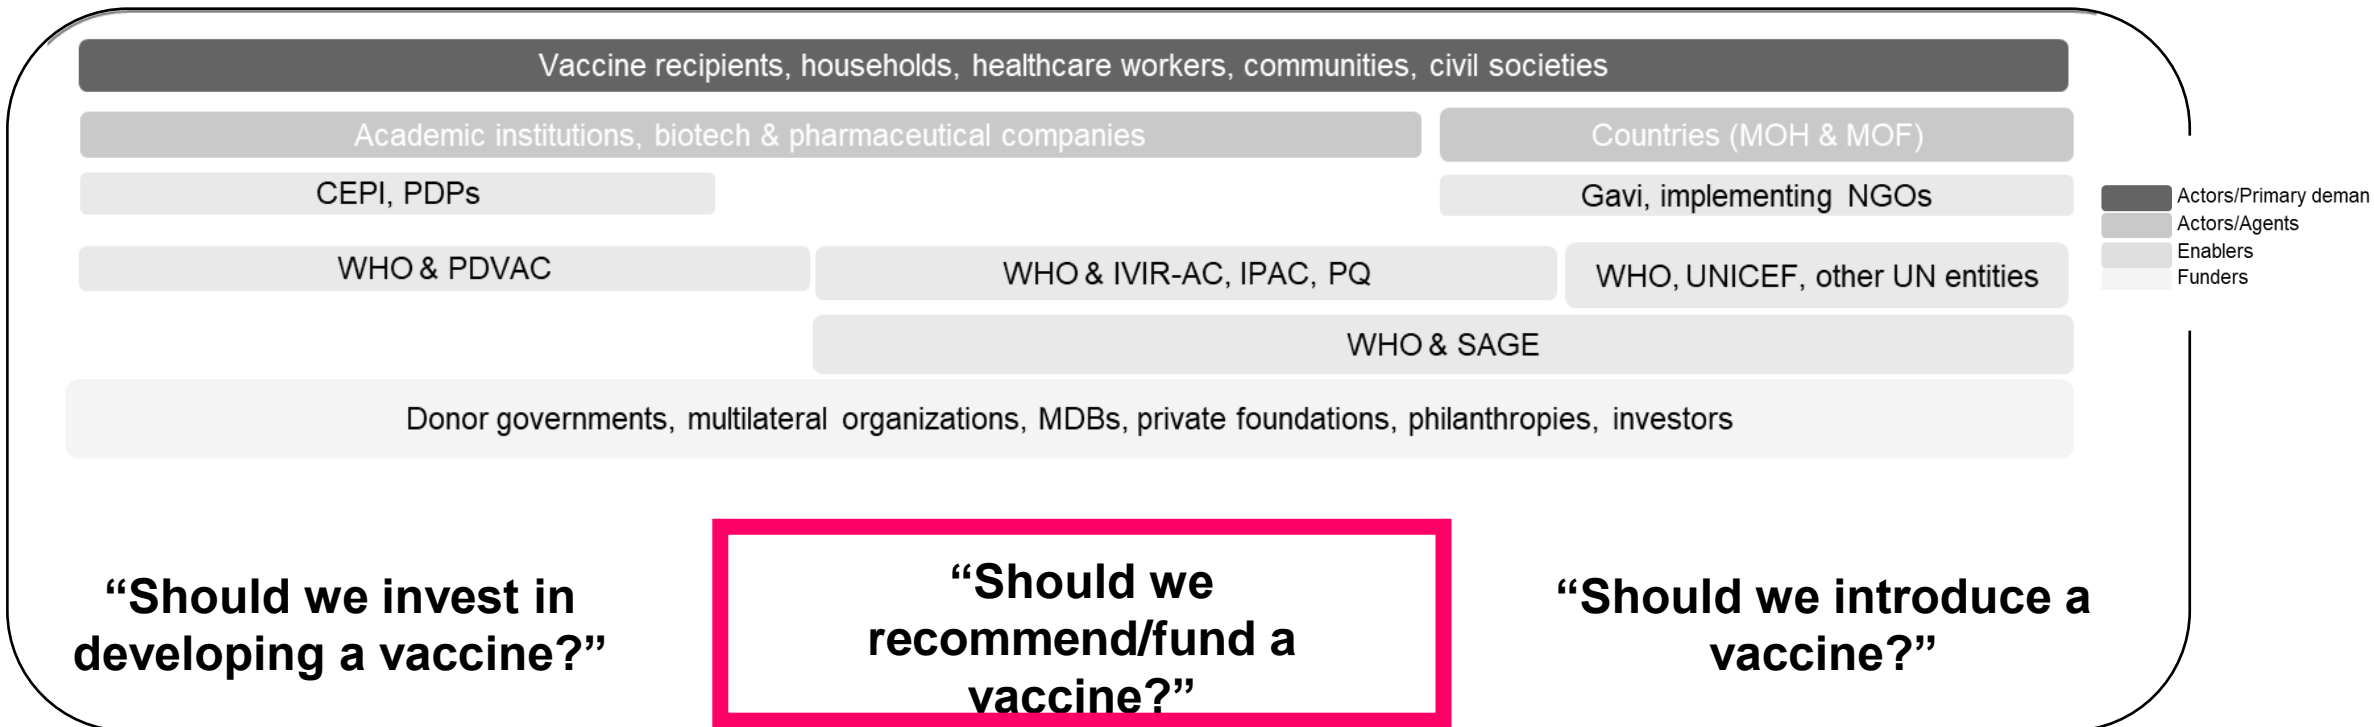 Vaccine recipients, households, healthcare workers, communities, civil societies
Academic institutions, biotech & pharmaceutical companies
Countries (MOH & MOF)
CEPI, PDPs
Gavi, implementing NGOs
WHO & PDVAC
WHO & IVIR-AC, IPAC, PQ
WHO, UNICEF, other UN entities
WHO & SAGE
Donor governments, multilateral organizations, MDBs, private foundations, philanthropies, investors
Actors/Primary deman
Actors/Agents
Enablers
Funders
“Should we invest in
developing a vaccine?”
“Should we
recommend/fund a
vaccine?”
“Should we introduce a
vaccine?”